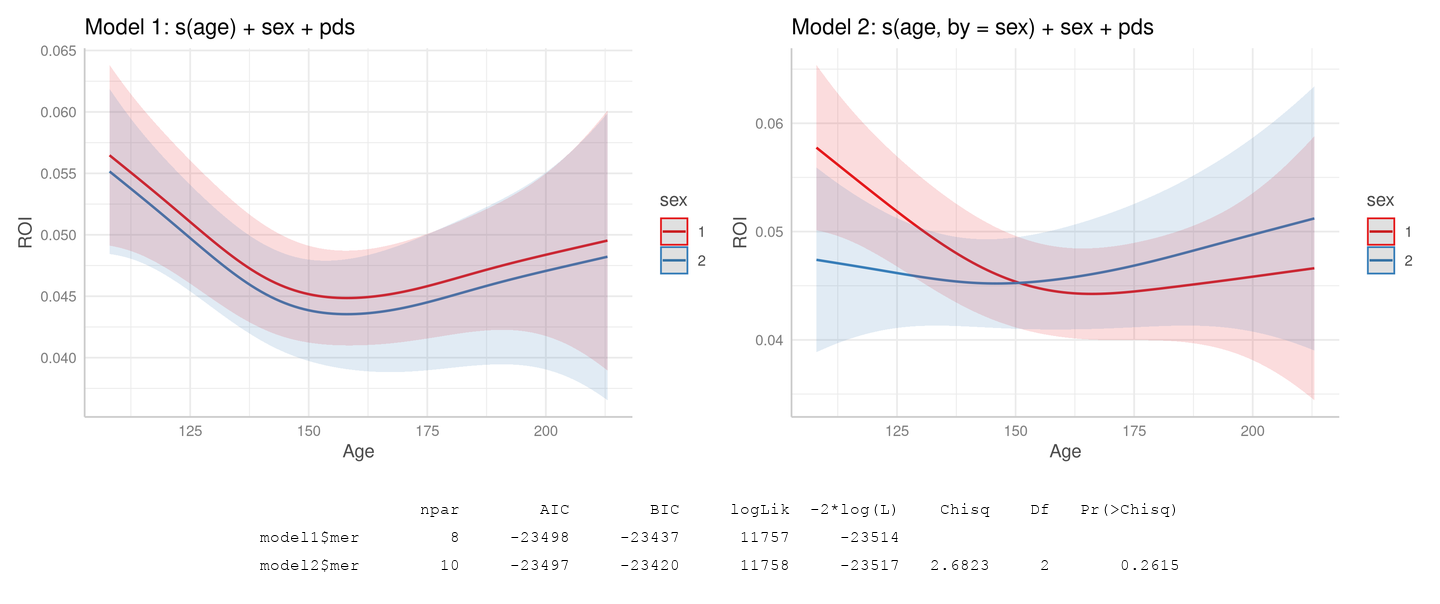 Model 1: s(age) + sex + pds
0.065
0.060
0.055
0.050
0.045
0.040
ROI
125 150 175 200
Age
sex
1
2
Model 2: s(age, by = sex) + sex + pds
0.06
0.05
0.04
ROI
125 150 175 200
Age
sex
1
2
npar AIC BIC logLik -2*log(L) Chisq Df Pr(>Chisq)
model1$mer 8 -23498 -23437 11757 -23514
model2$mer 10 -23497 -23420 11758 -23517 2.6823 2 0.2615